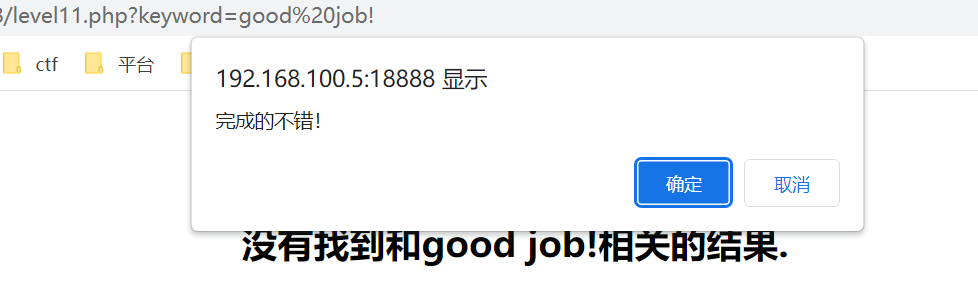 3/level11.php?keyword=good%20job!
ctf
平台
192.168.100.5:18888 显示
完成的不错！
确定
取消
没有找到和good job!相关的结果.